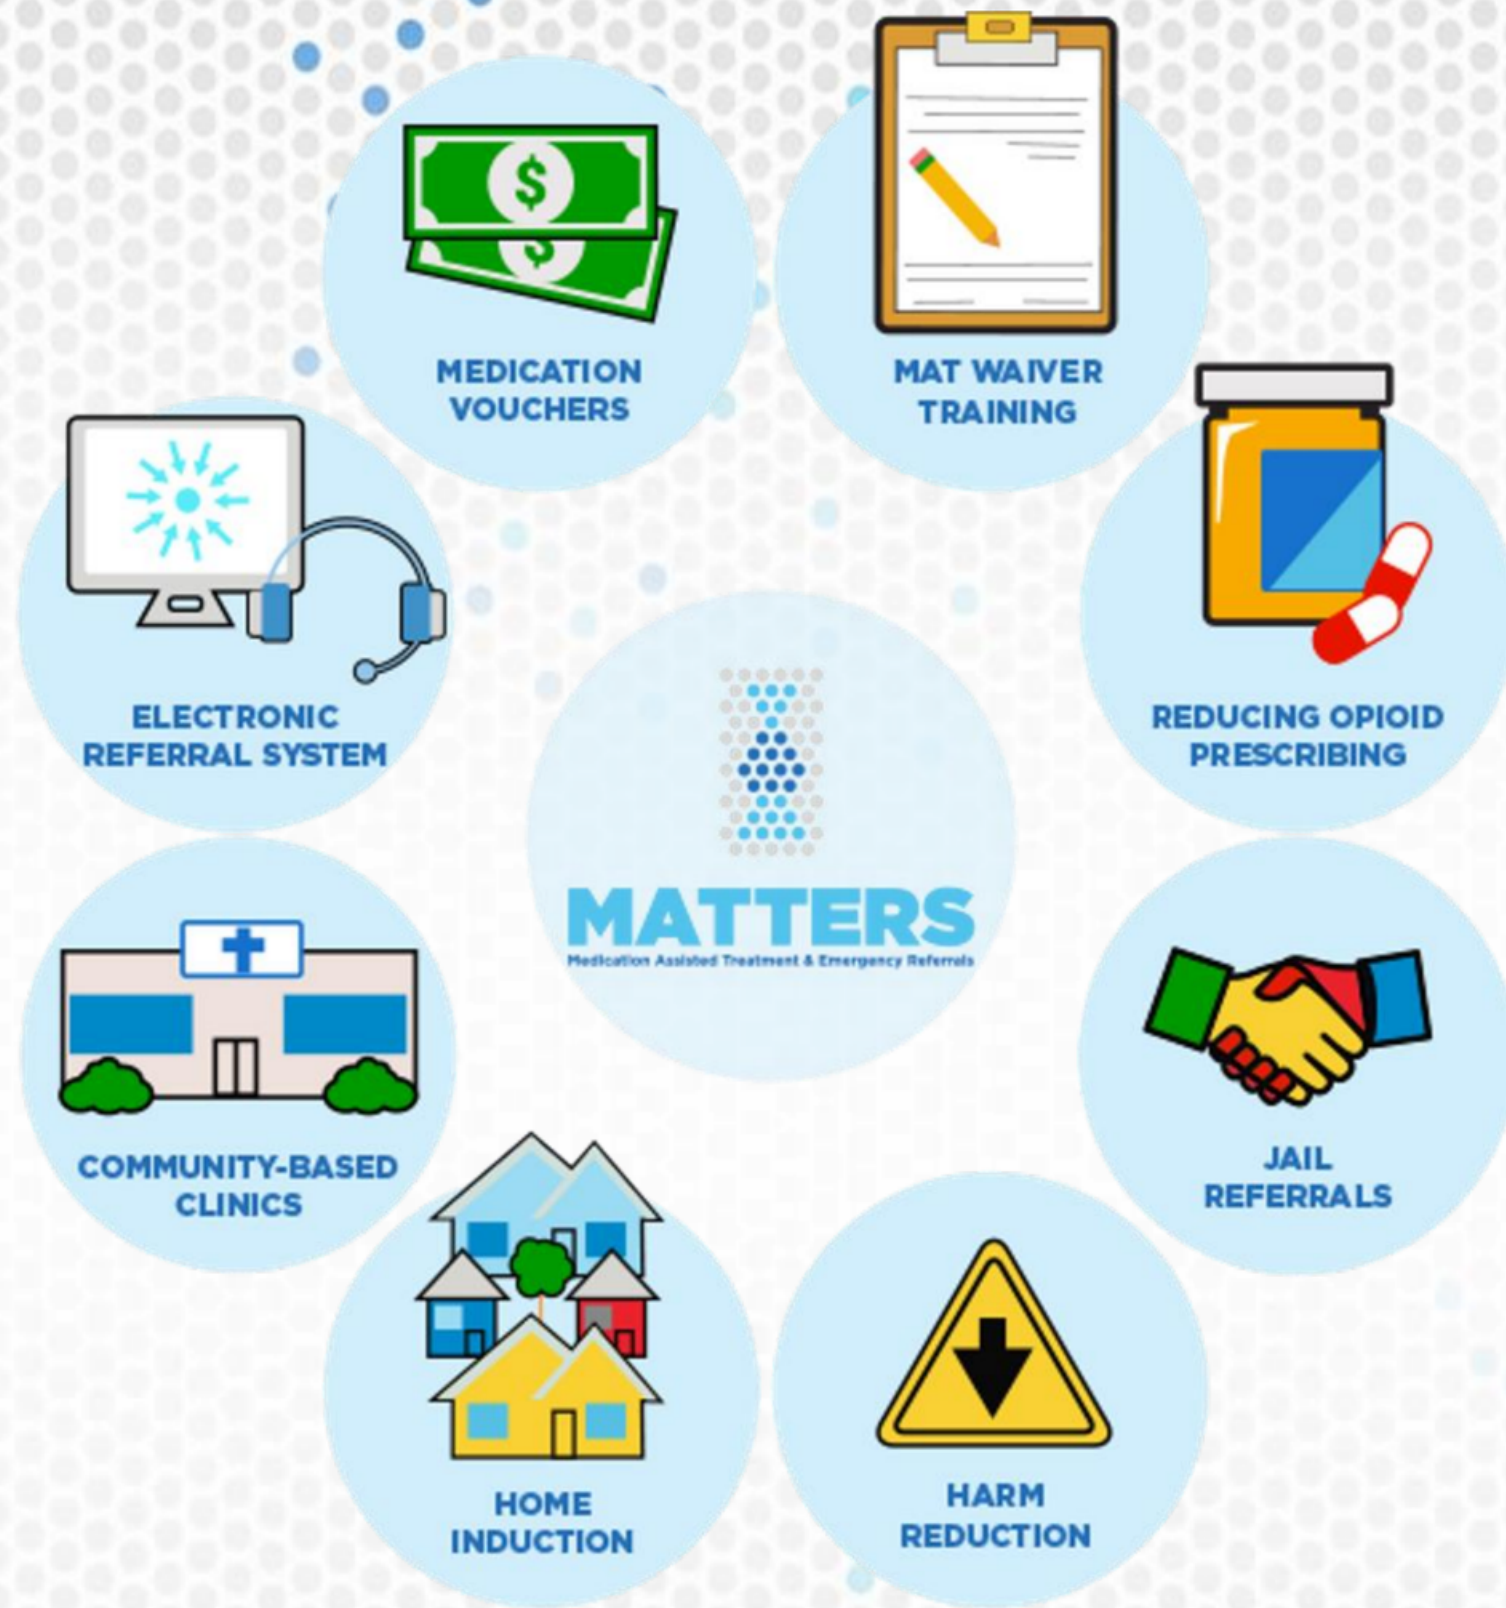 MEDICATION
VOUCHERS
MAT WAIVER
TRAINING
ELECTRONIC
REFERRAL SYSTEM
REDUCING OPIOID
PRESCRIBING
MATTERS
Medication Assisted Treatment & Emergency Referrals
COMMUNITY-BASED
CLINICS
JAIL
REFERRALS
HOME
INDUCTION
HARM
REDUCTION
$
$